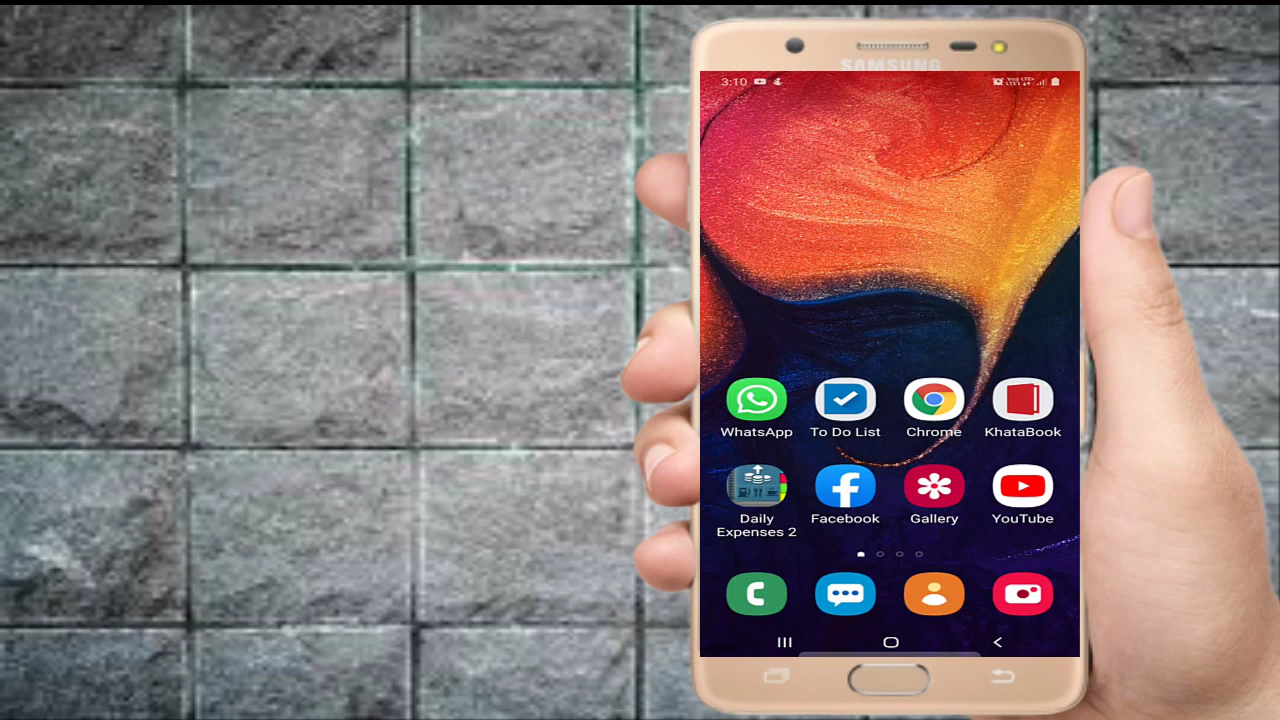 SAMSUNG
3:10
WhatsApp
To Do List
Chrome
KhataBook
Daily
Expenses 2
Facebook
Gallery
YouTube